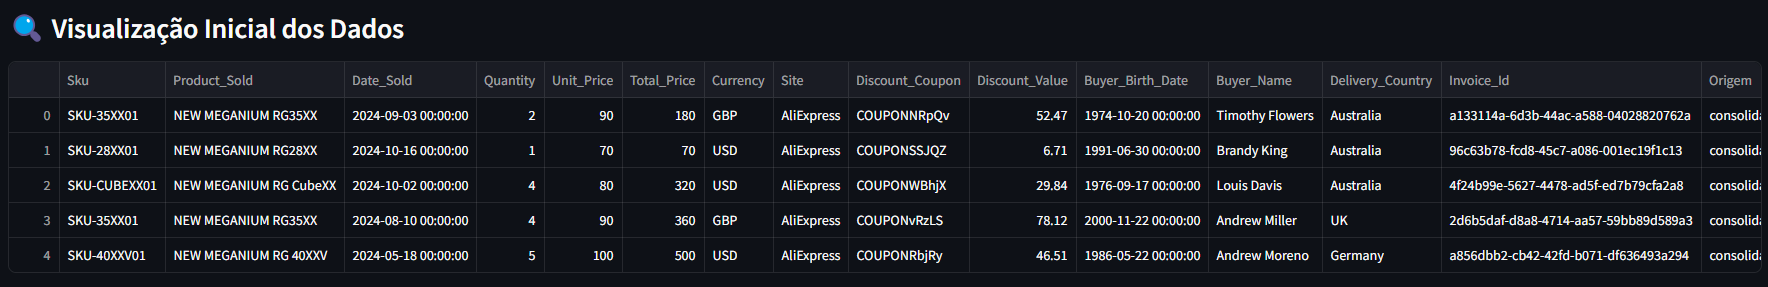 Visualização Inicial dos Dados
Sku Product_Sold Date_Sold Quantity Unit_Price Total_Price Currency Site Discount_Coupon Discount_Value Buyer_Birth_Date Buyer_Name Delivery_Country Invoice_Id Origem
0 SKU-35XX01 NEW MEGANIUM RG35XX 2024-09-03 00:00:00 2 90 180 GBP AliExpress COUPONNRpQv 52.47 1974-10-20 00:00:00 Timothy Flowers Australia a133114a-6d3b-44ac-a588-04028820762a consolida
1 SKU-28XX01 NEW MEGANIUM RG28XX 2024-10-16 00:00:00 1 70 70 USD AliExpress COUPONSSJQZ 6.71 1991-06-30 00:00:00 Brandy King Australia 96c63b78-fcd8-45c7-a086-001ec19f1c13 consolida
2 SKU-CUBEXX01 NEW MEGANIUM RG CubeXX 2024-10-02 00:00:00 4 80 320 USD AliExpress COUPONWBhjX 29.84 1976-09-17 00:00:00 Louis Davis Australia 4f24b99e-5627-4478-ad5f-ed7b79cfa2a8 consolida
3 SKU-35XX01 NEW MEGANIUM RG35XX 2024-08-10 00:00:00 4 90 360 GBP AliExpress COUPONvRzLS 78.12 2000-11-22 00:00:00 Andrew Miller UK 2d6b5daf-d8a8-4714-aa57-59bb89d589a3 consolida
4 SKU-40XXV01 NEW MEGANIUM RG 40XXV 2024-05-18 00:00:00 5 100 500 USD AliExpress COUPONRbjRy 46.51 1986-05-22 00:00:00 Andrew Moreno Germany a856dbb2-cb42-42fd-b071-df636493a294 consolida